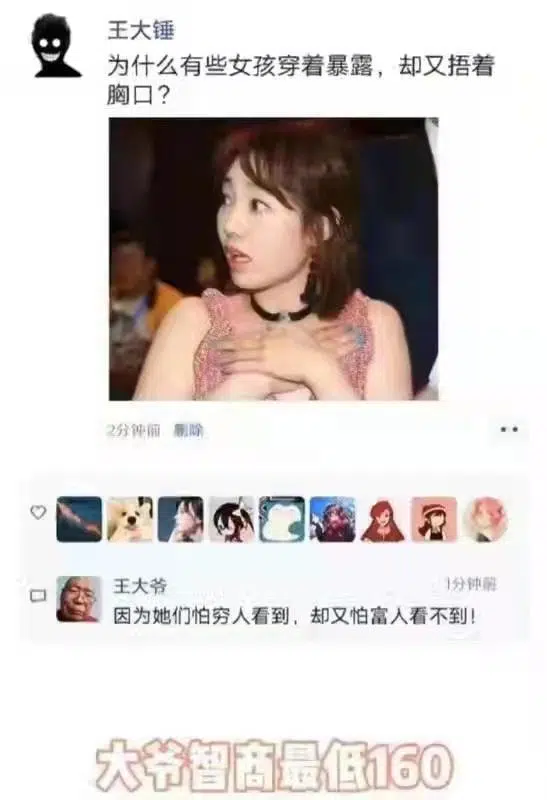 王大锤
为什么有些女孩穿着暴露，却又捂着
胸口？
2分钟前 删除
王大爷
1分钟前
因为她们怕穷人看到，却又怕富人看不到！
大爷智商最低160